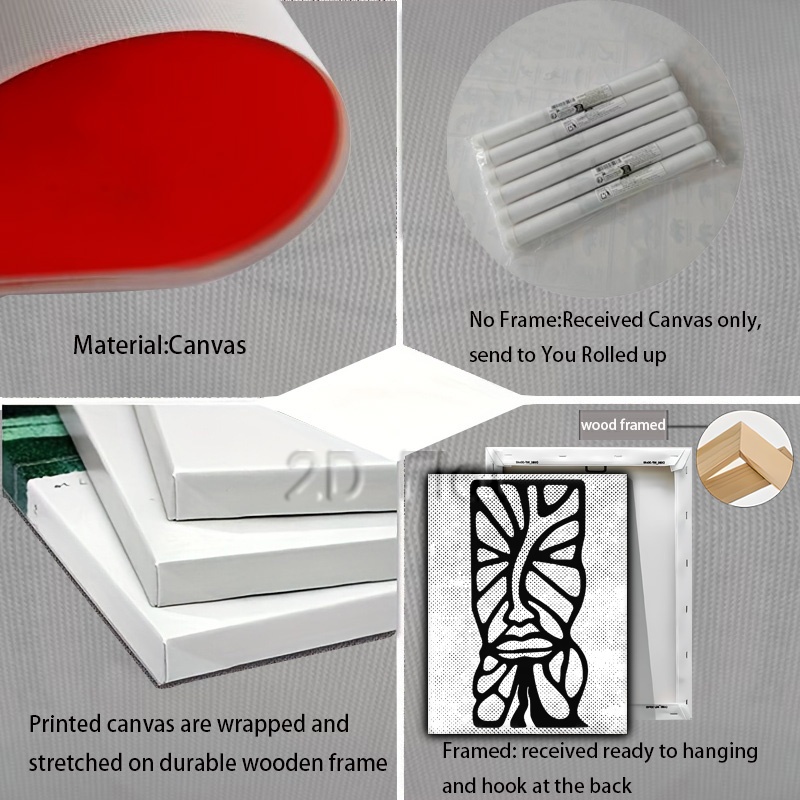 Material:Canvas
No Frame:Received Canvas only,
send to You Rolled up
wood framed
2D
Printed canvas are wrapped and
stretched on durable wooden frame
Framed: received ready to hanging
and hook at the back